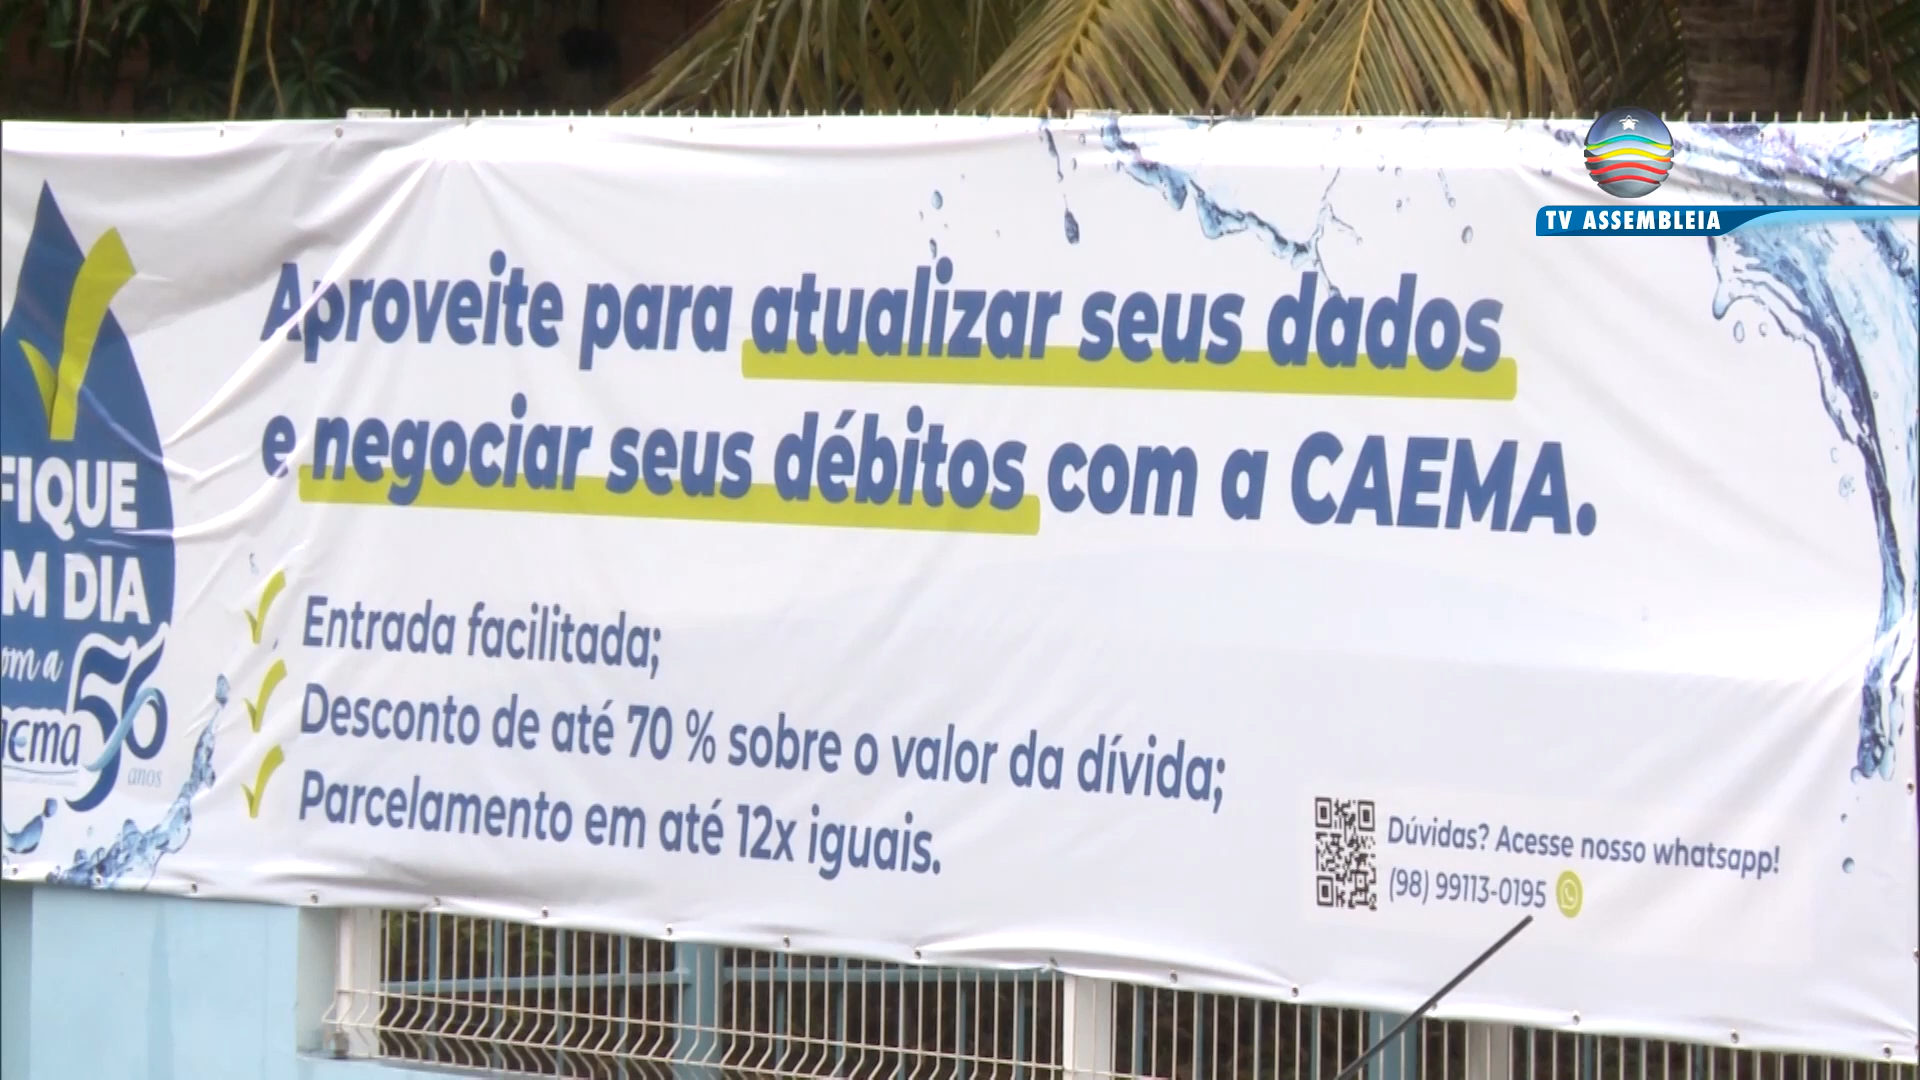 TV ASSEMBLEIA
Aproveite para atualizar seus dados
e negociar seus débitos com a CAEMA.
FIQUE
M DIA
om a
aema 56
anos
Entrada facilitada;
Desconto de até 70 % sobre o valor da dívida;
Parcelamento em até 12x iguais.
Dúvidas? Acesse nosso whatsapp!
(98) 99113-0195